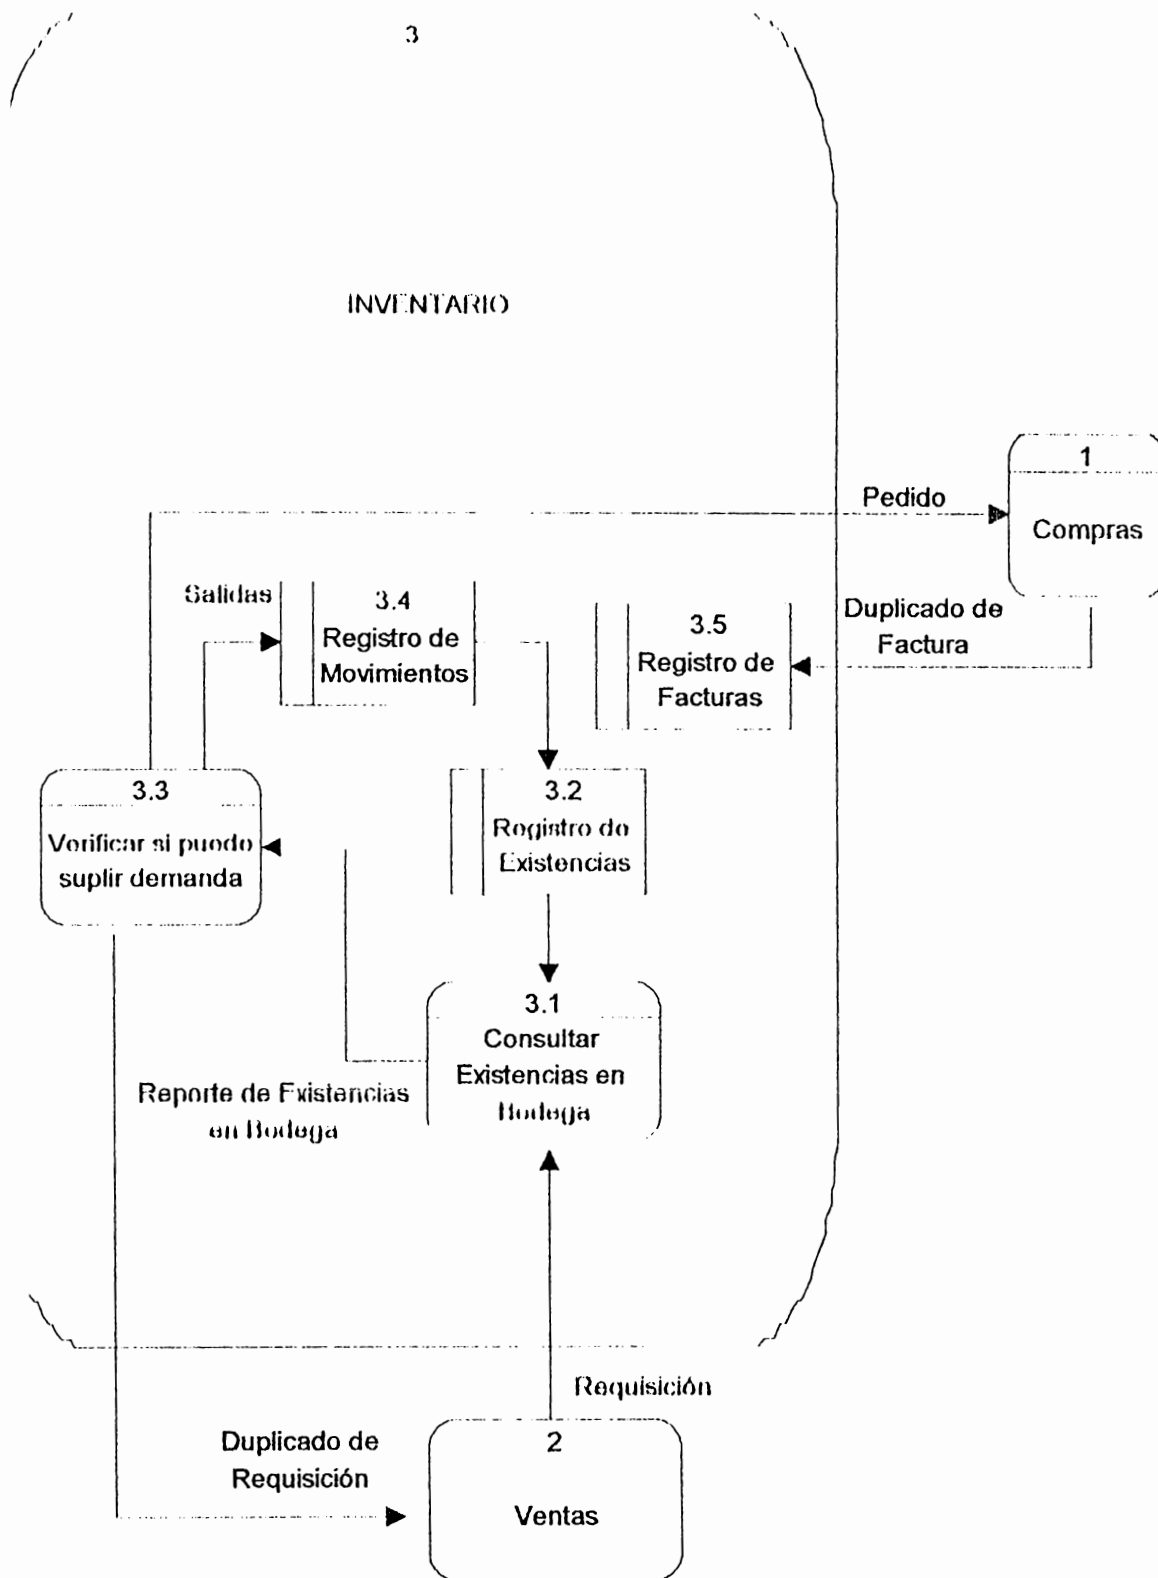 3
INVENTARIO
1
Pedido
Compras
Salidas
3.4
Registro de
Movimientos
3.5
Registro de
Facturas
Duplicado de
Factura
3.3
Verificar si puedo
suplir demanda
3.2
Registro de
Existencias
3.1
Consultar
Existencias en
Bodega
Reporte de Existencias
en Bodega
Requisición
Duplicado de
Requisición
2
Ventas